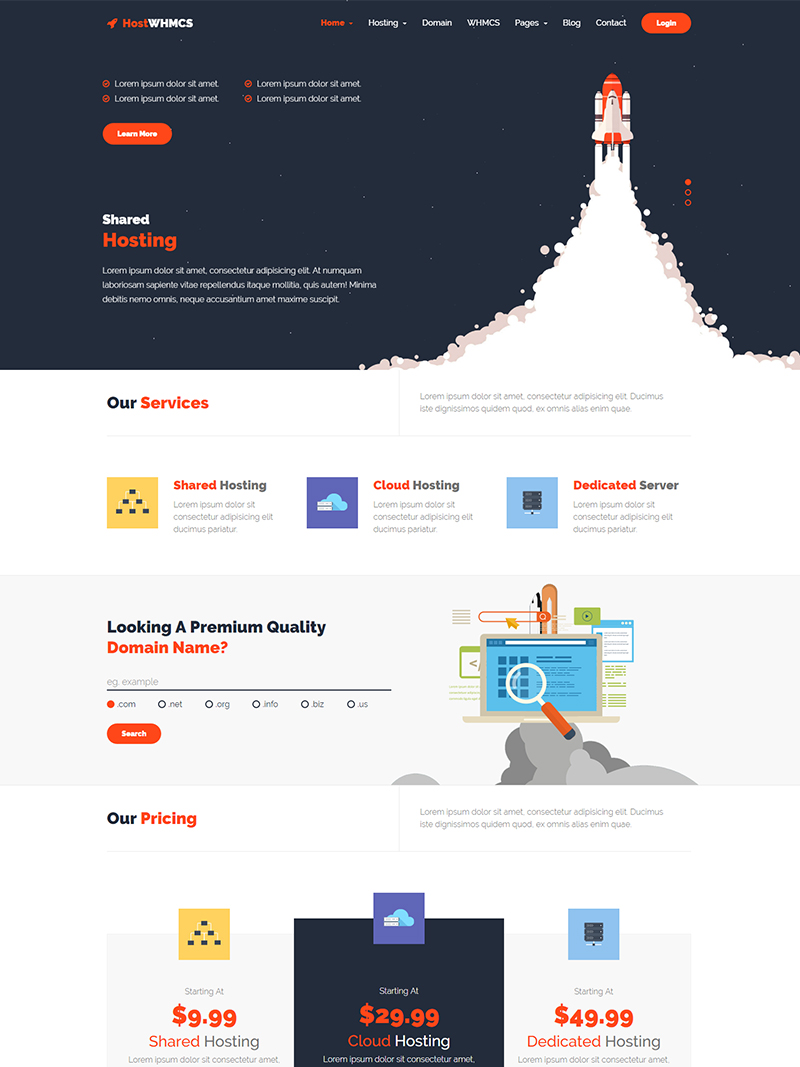 HostWHMCS
Home Hosting Domain WHMCS Pages Blog Contact Login
Lorem ipsum dolor sit amet. Lorem ipsum dolor sit amet.
Lorem ipsum dolor sit amet. Lorem ipsum dolor sit amet.
Learn More
Shared
Hosting
Lorem ipsum dolor sit amet, consectetur adipisicing elit. At numquam
laboriosam sapiente vitae repellendus itaque mollitia, quis autem! Minima
debitis nemo omnis, neque accusantium amet maxime suscipit.
Our Services
Lorem ipsum dolor sit amet, consectetur adipisicing elit. Ducimus
iste dignissimos quidem quod, ex omnis alias enim quae.
Shared Hosting
Lorem ipsum dolor sit
consectetur adipisicing elit
ducimus pariatur.
Cloud Hosting
Lorem ipsum dolor sit
consectetur adipisicing elit
ducimus pariatur.
Dedicated Server
Lorem ipsum dolor sit
consectetur adipisicing elit
ducimus pariatur.
Looking A Premium Quality
Domain Name?
eg. example
.com .net .org .info .biz .us
Search
</>
Our Pricing
Lorem ipsum dolor sit amet, consectetur adipisicing elit. Ducimus
iste dignissimos quidem quod, ex omnis alias enim quae.
Starting At
$9.99
Shared Hosting
Lorem ipsum dolor sit consectetur amet,
Starting At
$29.99
Cloud Hosting
Lorem ipsum dolor sit consectetur amet,
Starting At
$49.99
Dedicated Hosting
Lorem ipsum dolor sit consectetur amet,